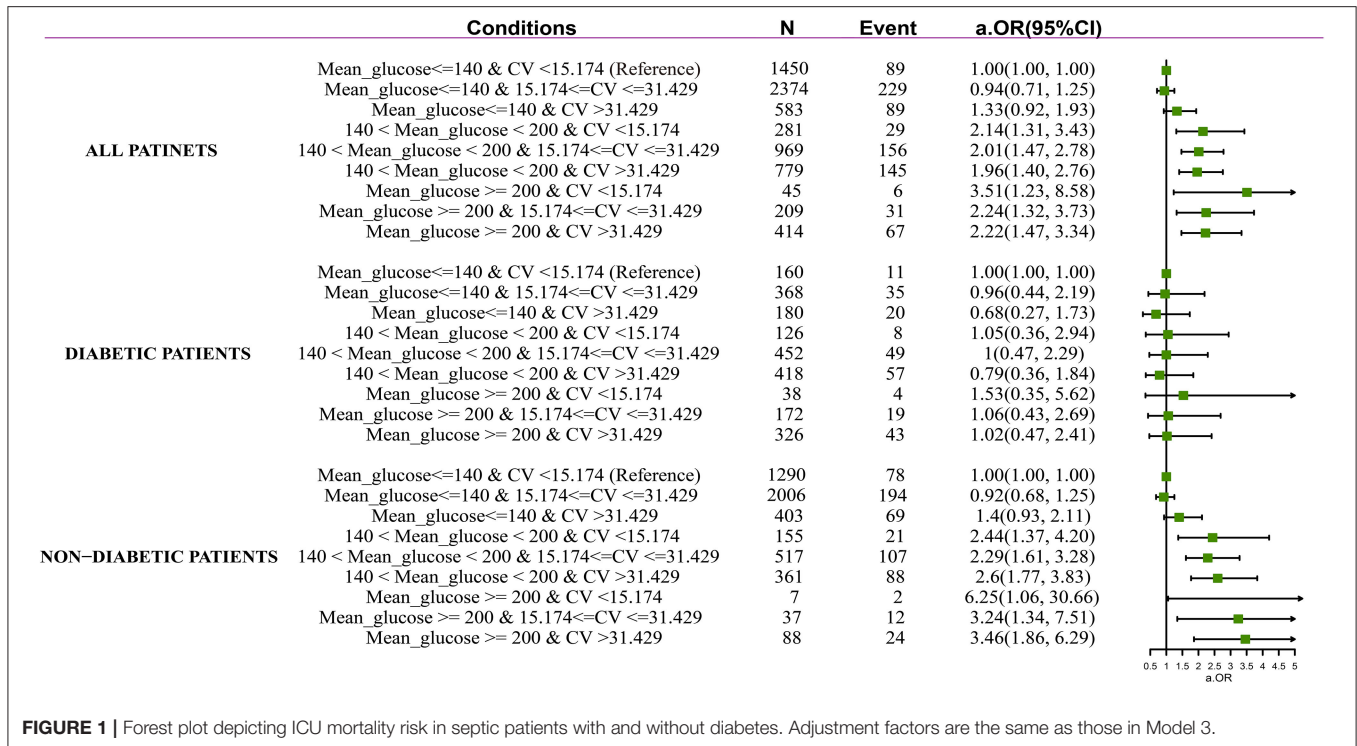 Conditions N Event a.OR(95%CI)
Mean_glucose<=140 & CV <15.174 (Reference) 1450 89 1.00(1.00, 1.00)
Mean_glucose<=140 & 15.174<=CV <=31.429 2374 229 0.94(0.71, 1.25)
Mean_glucose<=140 & CV >31.429 583 89 1.33(0.92, 1.93)
140 < Mean_glucose < 200 & CV <15.174 281 29 2.14(1.31, 3.43)
ALL PATINETS 140 < Mean_glucose < 200 & 15.174<=CV <=31.429 969 156 2.01(1.47, 2.78)
140 < Mean_glucose < 200 & CV >31.429 779 145 1.96(1.40, 2.76)
Mean_glucose >= 200 & CV <15.174 45 6 3.51(1.23, 8.58)
Mean_glucose >= 200 & 15.174<=CV <=31.429 209 31 2.24(1.32, 3.73)
Mean_glucose >= 200 & CV >31.429 414 67 2.22(1.47, 3.34)
Mean_glucose<=140 & CV <15.174 (Reference) 160 11 1.00(1.00, 1.00)
Mean_glucose<=140 & 15.174<=CV <=31.429 368 35 0.96(0.44, 2.19)
Mean_glucose<=140 & CV >31.429 180 20 0.68(0.27, 1.73)
140 < Mean_glucose < 200 & CV <15.174 126 8 1.05(0.36, 2.94)
DIABETIC PATIENTS 140 < Mean_glucose < 200 & 15.174<=CV <=31.429 452 49 1(0.47, 2.29)
140 < Mean_glucose < 200 & CV >31.429 418 57 0.79(0.36, 1.84)
Mean_glucose >= 200 & CV <15.174 38 4 1.53(0.35, 5.62)
Mean_glucose >= 200 & 15.174<=CV <=31.429 172 19 1.06(0.43, 2.69)
Mean_glucose >= 200 & CV >31.429 326 43 1.02(0.47, 2.41)
Mean_glucose<=140 & CV <15.174 (Reference) 1290 78 1.00(1.00, 1.00)
Mean_glucose<=140 & 15.174<=CV <=31.429 2006 194 0.92(0.68, 1.25)
Mean_glucose<=140 & CV >31.429 403 69 1.4(0.93, 2.11)
140 < Mean_glucose < 200 & CV <15.174 155 21 2.44(1.37, 4.20)
NON−DIABETIC PATIENTS 140 < Mean_glucose < 200 & 15.174<=CV <=31.429 517 107 2.29(1.61, 3.28)
140 < Mean_glucose < 200 & CV >31.429 361 88 2.6(1.77, 3.83)
Mean_glucose >= 200 & CV <15.174 7 2 6.25(1.06, 30.66)
Mean_glucose >= 200 & 15.174<=CV <=31.429 37 12 3.24(1.34, 7.51)
Mean_glucose >= 200 & CV >31.429 88 24 3.46(1.86, 6.29)
0.5 1 1.5 2 2.5 3 3.5 4 4.5 5
a.OR
FIGURE 1 | Forest plot depicting ICU mortality risk in septic patients with and without diabetes. Adjustment factors are the same as those in Model 3.